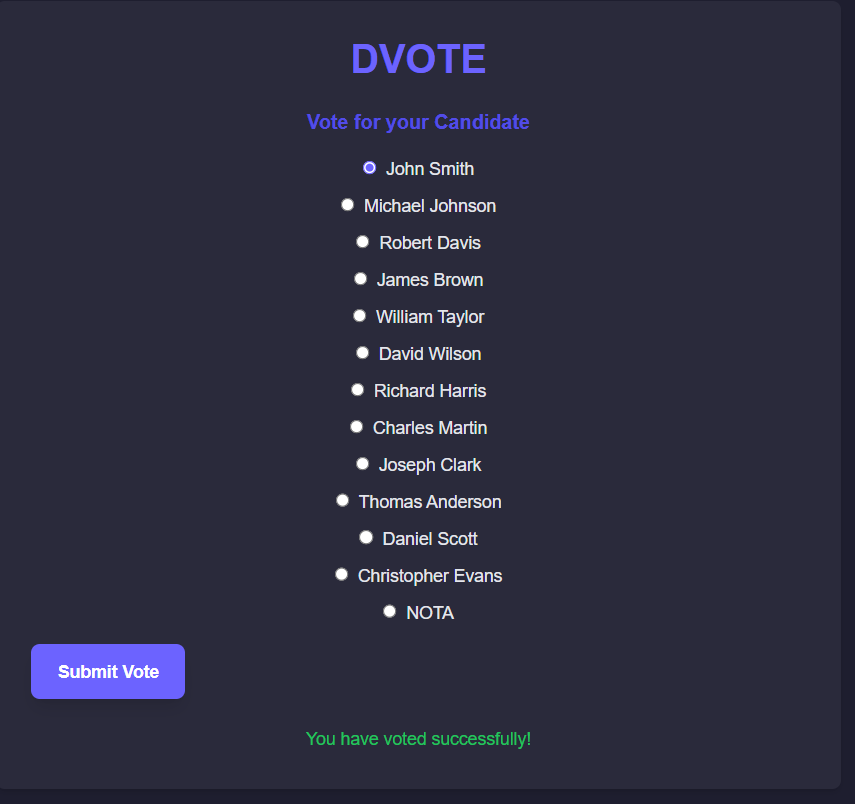 DVOTE
Vote for your Candidate
John Smith
Michael Johnson
Robert Davis
James Brown
William Taylor
David Wilson
Richard Harris
Charles Martin
Joseph Clark
Thomas Anderson
Daniel Scott
Christopher Evans
NOTA
Submit Vote
You have voted successfully!